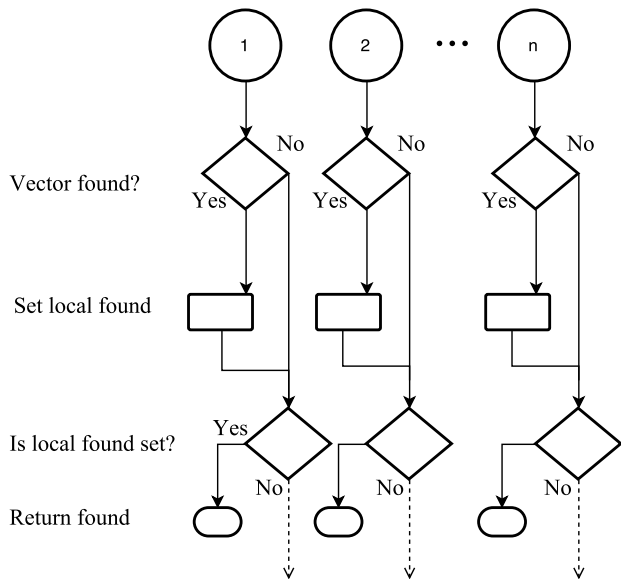 1 2 ••• n
No No No
Vector found?
Yes Yes Yes
Set local found
Yes
Is local found set?
No No No
Return found